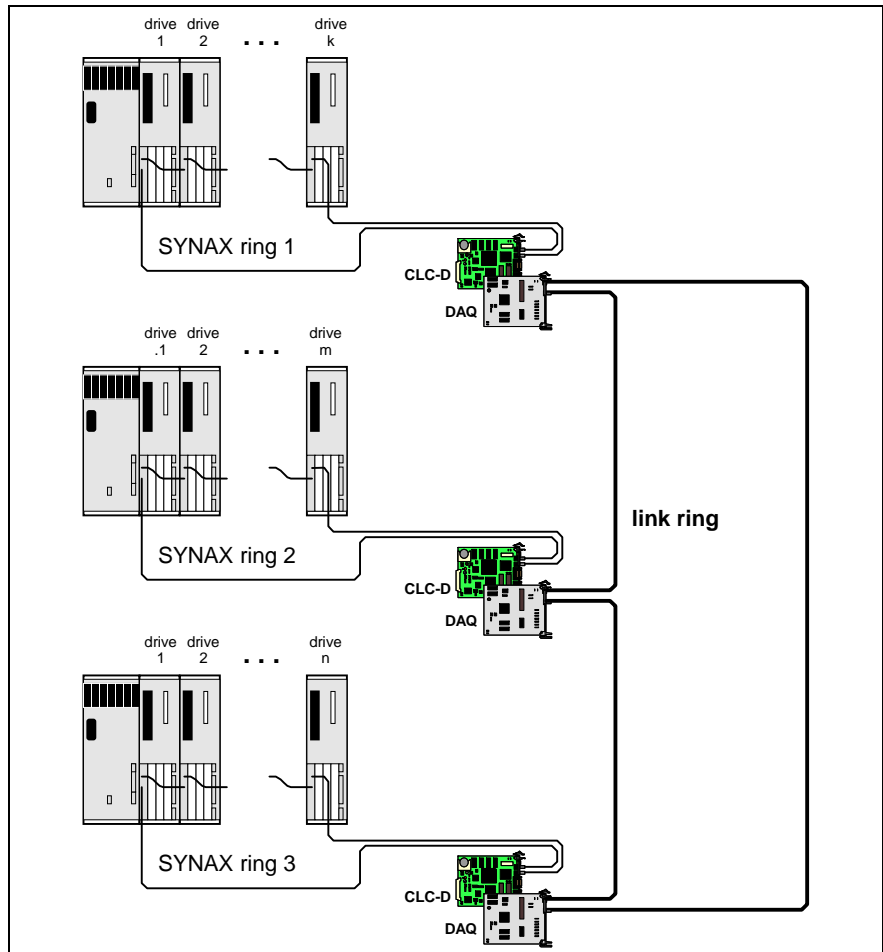 drive drive drive
1 2 . . . k
SYNAX ring 1
CLC-D
DAQ
drive drive drive
.1 2 . . . m
link ring
SYNAX ring 2
CLC-D
DAQ
drive drive drive
1 2 . . . n
SYNAX ring 3
CLC-D
DAQ